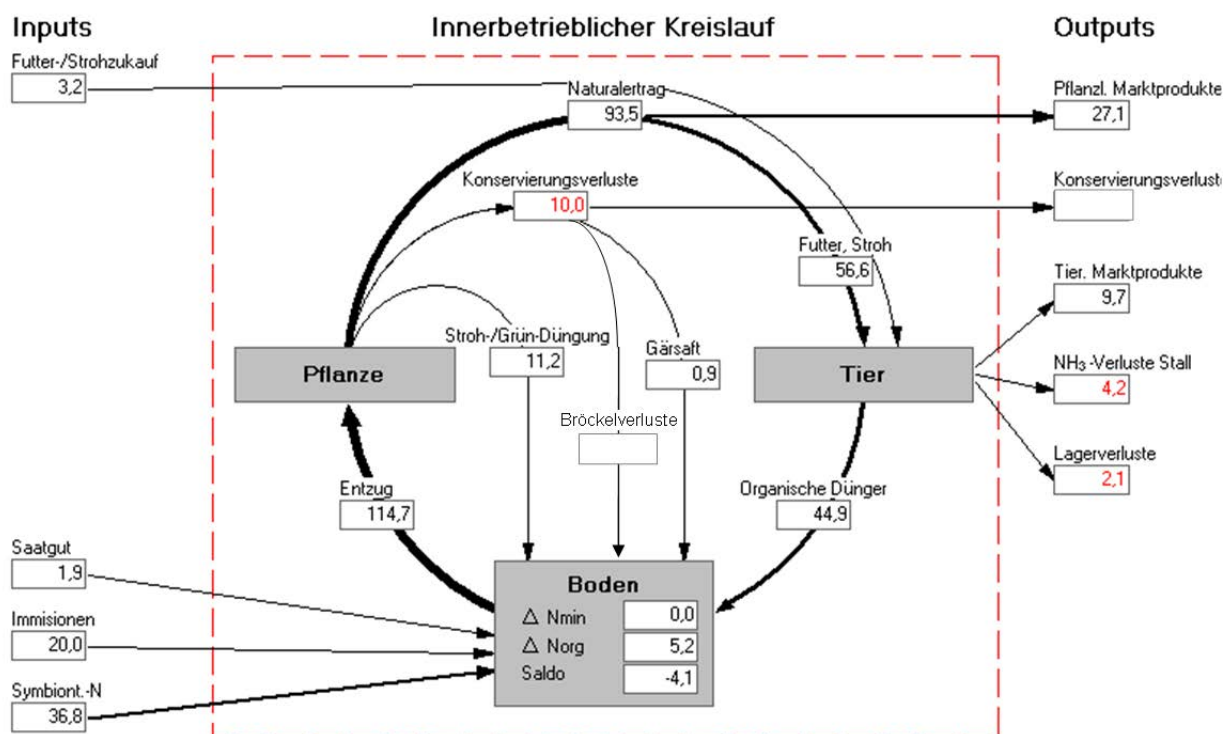 Inputs
Innerbetrieblicher Kreislauf
Outputs
Futter-/Strohzukauf
3,2
Naturalertrag
93,5
Pflanzl. Marktprodukte
27,1
Konservierungsverluste
10,0
Konservierungsverlust
Futter, Stroh
56,6
Tier. Marktprodukte
9,7
Stroh-/Grün-Düngung
11,2
Gärsaft
0,9
Pflanze
Tier
NH₃-Verluste Stall
4,2
Bröckelverluste
Lagerverluste
2,1
Entzug
114,7
Organische Dünger
44,9
Saatgut
1,9
Boden
△ Nmin 0,0
△ Norg 5,2
Saldo -4,1
Immisionen
20,0
Symbiont.-N
36,8